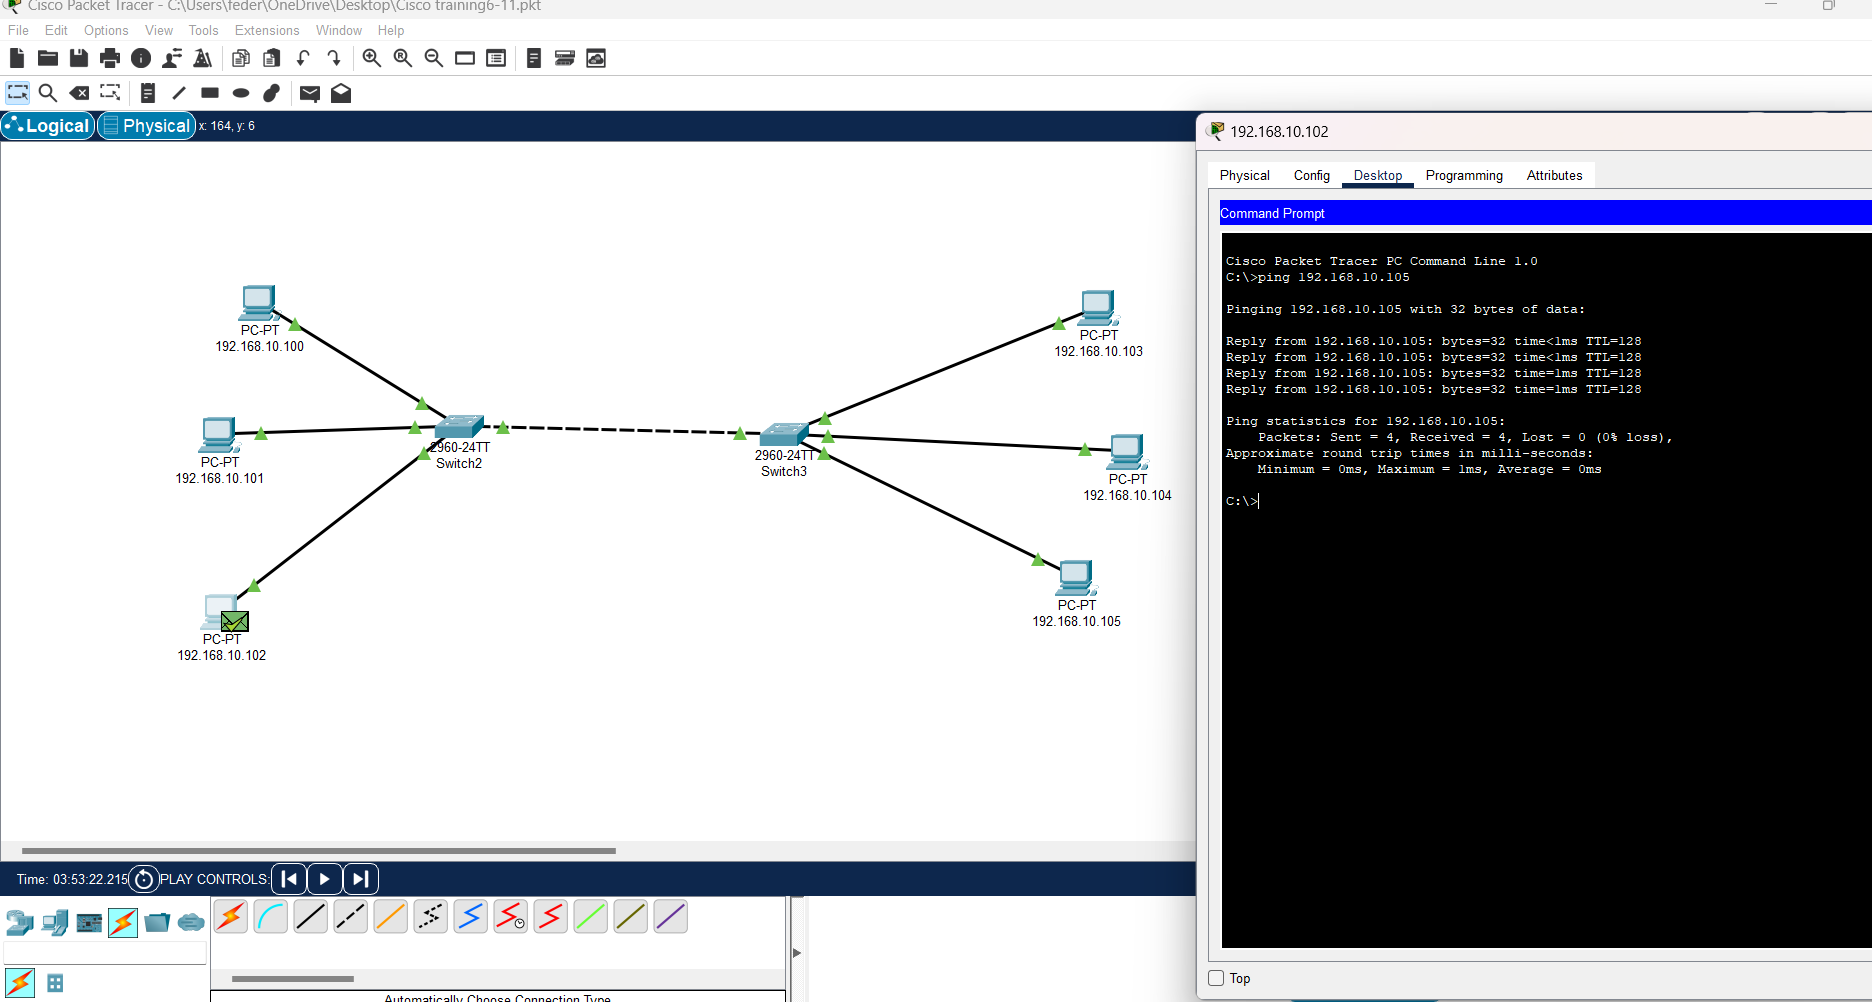 Cisco Packet Tracer - C:\Users\feder\OneDrive\Desktop\Cisco training6-11.pkt
File Edit Options View Tools Extensions Window Help
Logical Physical x: 164, y: 6
PC-PT
192.168.10.100
PC-PT
192.168.10.101
PC-PT
192.168.10.102
2960-24TT
Switch2
2960-24TT
Switch3
PC-PT
192.168.10.103
PC-PT
192.168.10.104
PC-PT
192.168.10.105
Time: 03:53:22.215 PLAY CONTROLS:
Automatically Choose Connection Type
192.168.10.102
Physical Config Desktop Programming Attributes
Command Prompt
Cisco Packet Tracer PC Command Line 1.0
C:\>ping 192.168.10.105
Pinging 192.168.10.105 with 32 bytes of data:
Reply from 192.168.10.105: bytes=32 time<1ms TTL=128
Reply from 192.168.10.105: bytes=32 time<1ms TTL=128
Reply from 192.168.10.105: bytes=32 time=1ms TTL=128
Reply from 192.168.10.105: bytes=32 time=1ms TTL=128
Ping statistics for 192.168.10.105:
Packets: Sent = 4, Received = 4, Lost = 0 (0% loss),
Approximate round trip times in milli-seconds:
Minimum = 0ms, Maximum = 1ms, Average = 0ms
C:\>
Top